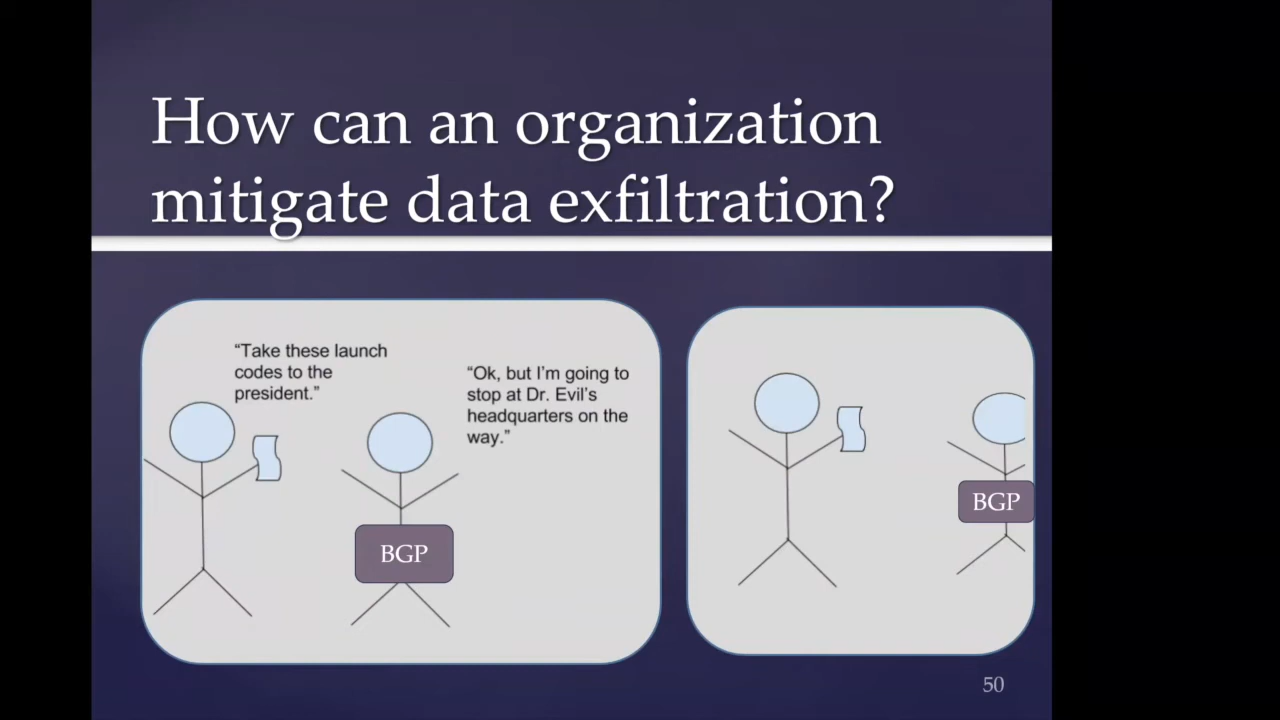 How can an organization
mitigate data exfiltration?
“Take these launch
codes to the
president.”
“Ok, but I’m going to
stop at Dr. Evil’s
headquarters on the
way.”
BGP
BGP
50